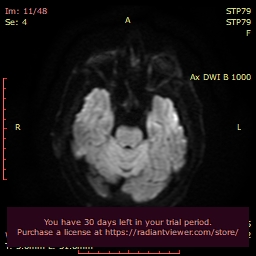 Im: 11/48
Se: 4
A
STP79
STP79
F
Ax DWI B 1000
R
L
You have 30 days left in your trial period.
Purchase a license at https://radiantviewer.com/store/